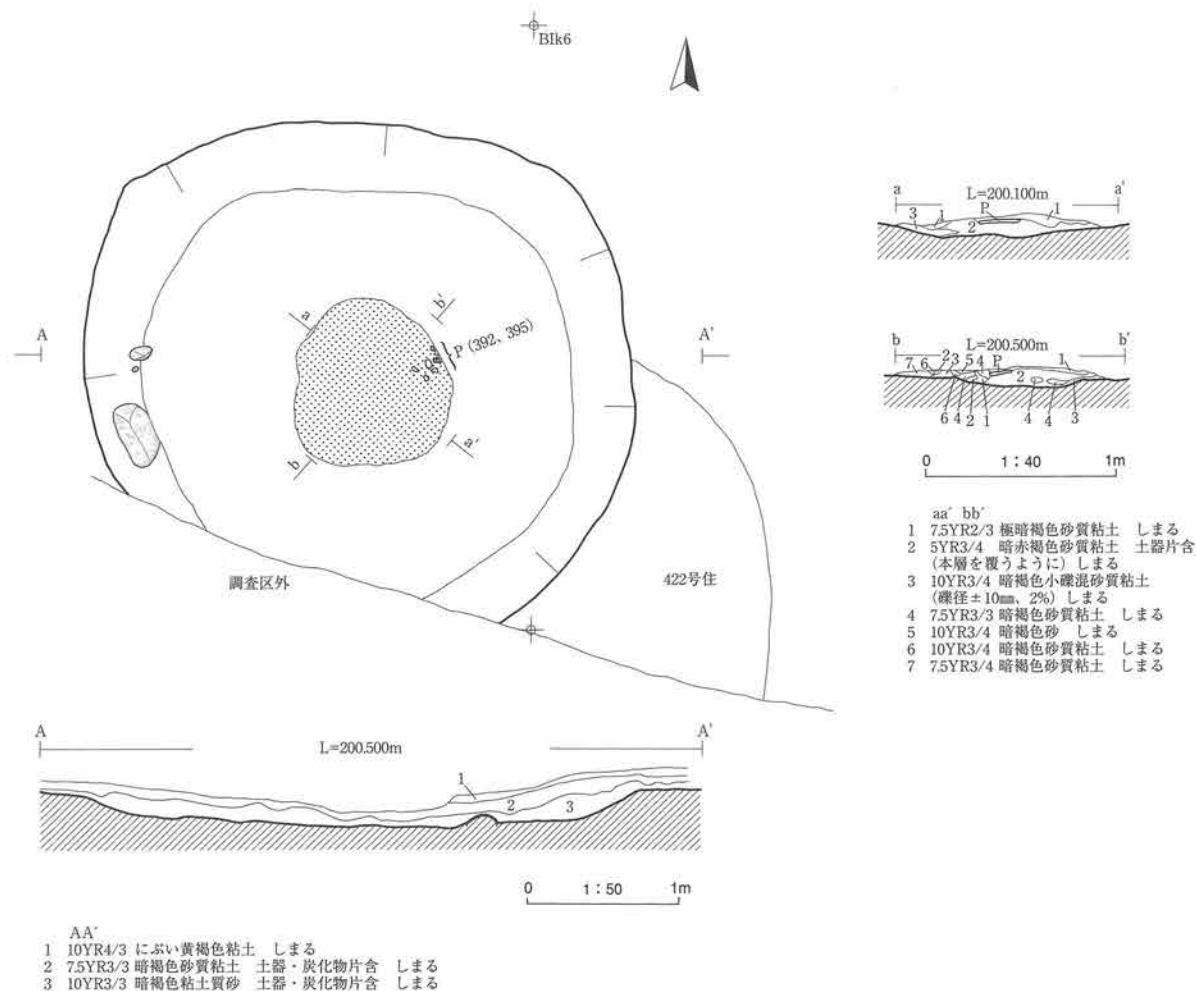 BIk6
a L=200.100m a'
3 1 P 1
2
A
A'
a
b'
P (392、395)
a'
b
b L=200.500m b'
7 6 2 3 5 4 P 1
2
6 4 2 1 4 4 3
0 1:40 1m
aa' bb'
1 7.5YR2/3 極暗褐色砂質粘土 しまる
2 5YR3/4 暗赤褐色砂質粘土 土器片含
(本層を覆うように) しまる
3 10YR3/4 暗褐色小礫混砂質粘土
(礫径±10㎜、2%) しまる
4 7.5YR3/3 暗褐色砂質粘土 しまる
5 10YR3/4 暗褐色砂 しまる
6 10YR3/4 暗褐色砂質粘土 しまる
7 7.5YR3/4 暗褐色砂質粘土 しまる
調査区外
422号住
A L=200.500m A'
1
2 3
0 1:50 1m
AA'
1 10YR4/3 にぶい黄褐色粘土 しまる
2 7.5YR3/3 暗褐色砂質粘土 土器・炭化物片含 しまる
3 10YR3/3 暗褐色粘土質砂 土器・炭化物片含 しまる